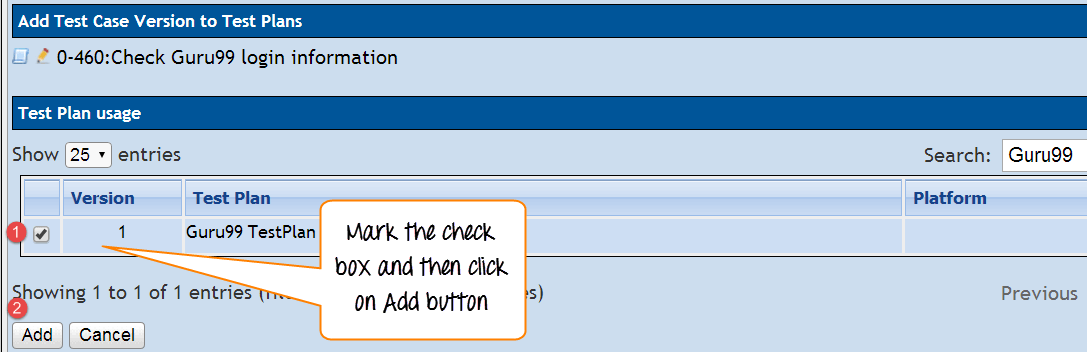 Add Test Case Version to Test Plans
0-460:Check Guru99 login information
Test Plan usage
Show 25 entries
Search: Guru99
Version Test Plan Platform
1 1 Guru99 TestPlan
Mark the check
box and then click
on Add button
Showing 1 to 1 of 1 entries
Previous
2
Add Cancel